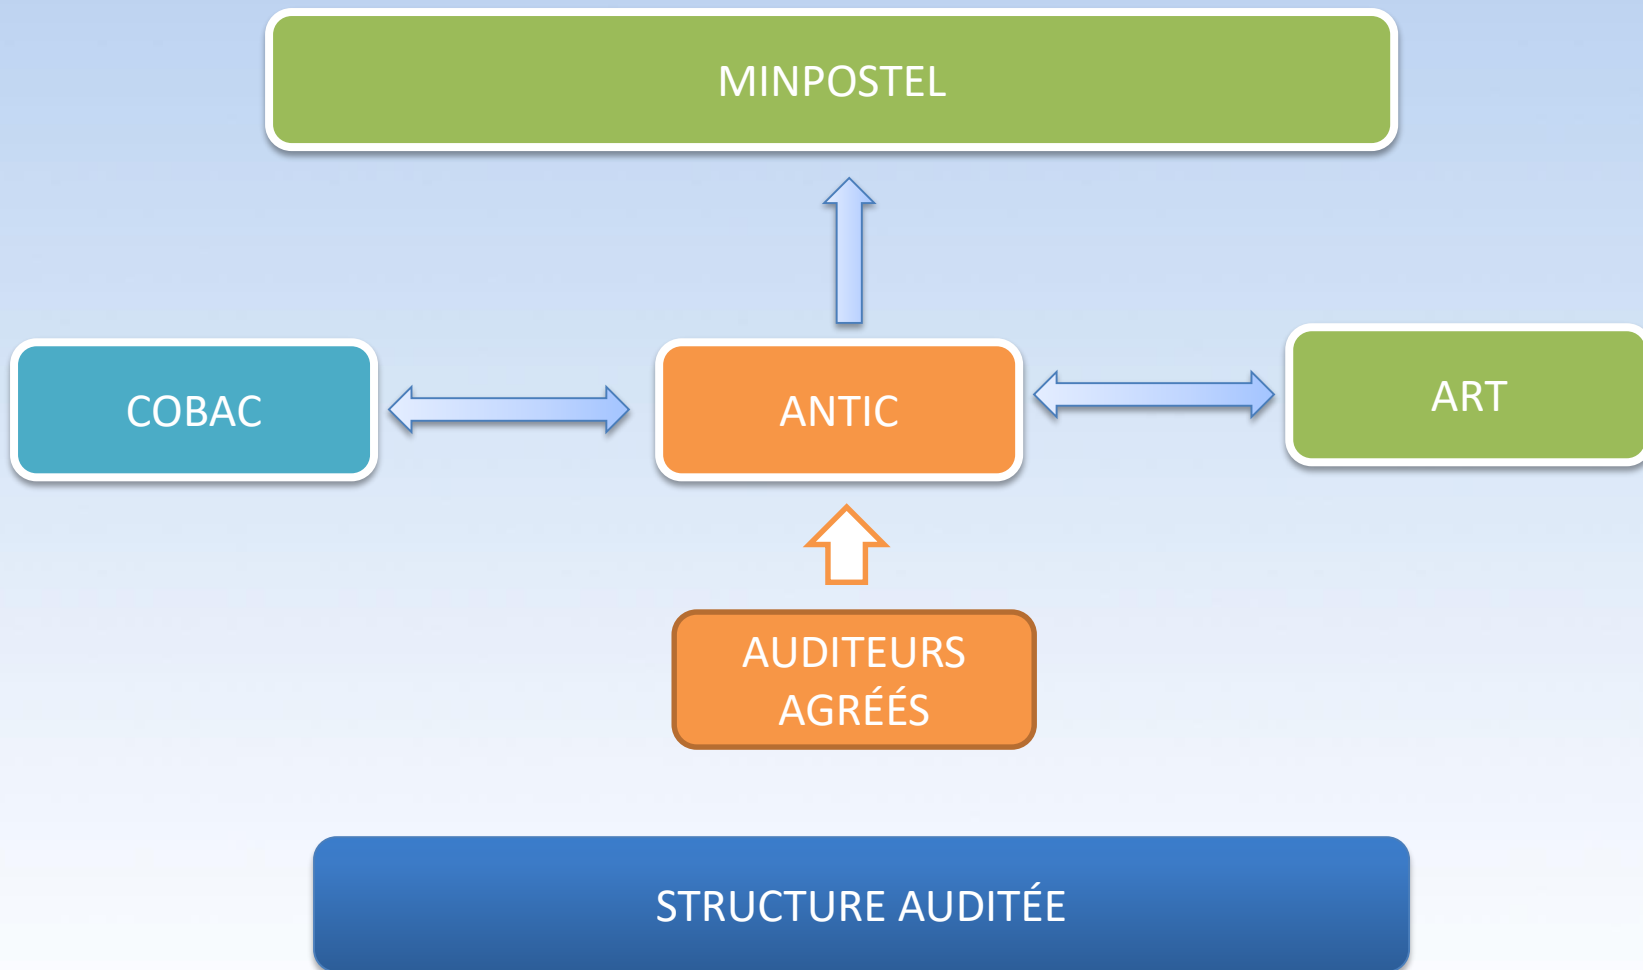 MINPOSTEL
COBAC
ANTIC
ART
AUDITEURS
AGRÉÉS
STRUCTURE AUDITÉE